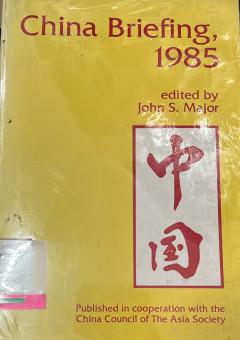 China Briefing,
1985
edited by
John S. Major
中
国
Published in cooperation with the
China Council of The Asia Society